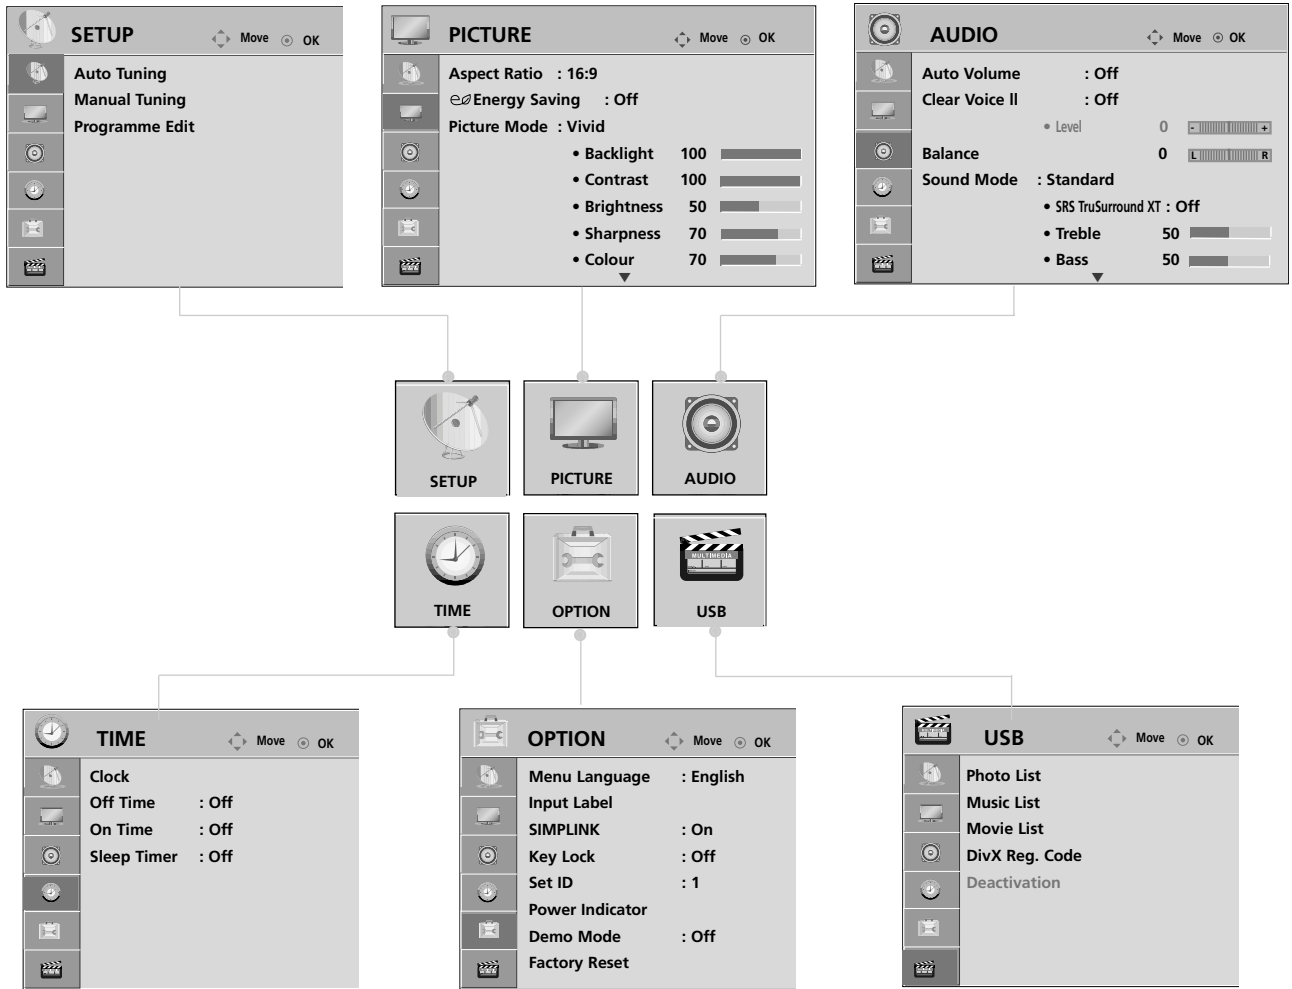 SETUP Move OK
Auto Tuning
Manual Tuning
Programme Edit
PICTURE Move OK
Aspect Ratio : 16:9
Energy Saving : Off
Picture Mode : Vivid
• Backlight 100
• Contrast 100
• Brightness 50
• Sharpness 70
• Colour 70
AUDIO Move OK
Auto Volume : Off
Clear Voice ll : Off
• Level 0 - +
Balance 0 L R
Sound Mode : Standard
• SRS TruSurround XT : Off
• Treble 50
• Bass 50
SETUP
PICTURE
AUDIO
TIME
OPTION
MULTIMEDIA
USB
TIME Move OK
Clock
Off Time : Off
On Time : Off
Sleep Timer : Off
OPTION Move OK
Menu Language : English
Input Label
SIMPLINK : On
Key Lock : Off
Set ID : 1
Power Indicator
Demo Mode : Off
Factory Reset
USB Move OK
Photo List
Music List
Movie List
DivX Reg. Code
Deactivation